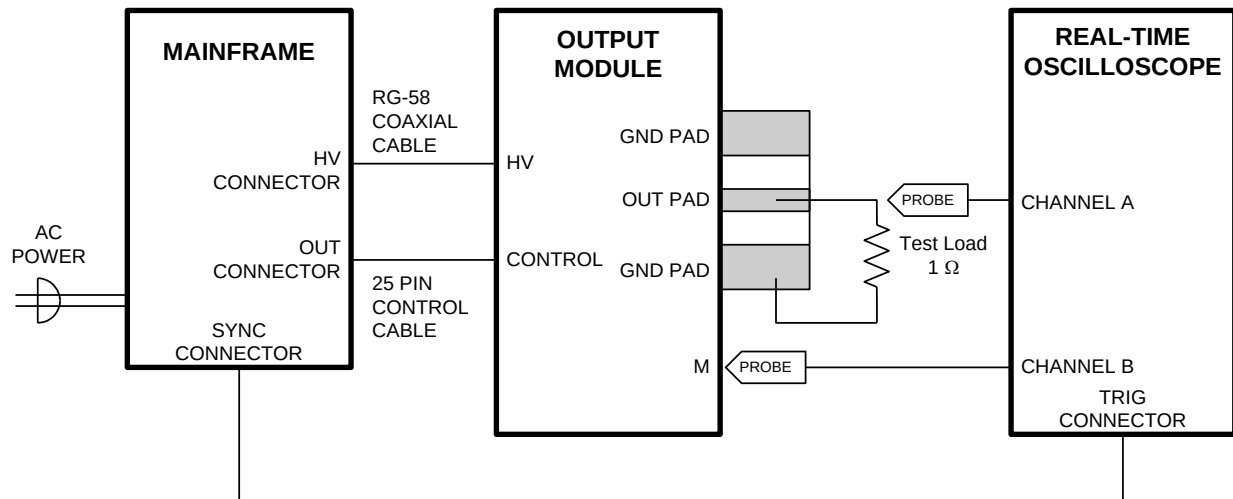 MAINFRAME
RG-58
COAXIAL
CABLE
HV
CONNECTOR
OUT
CONNECTOR
AC
POWER
25 PIN
CONTROL
CABLE
SYNC
CONNECTOR
OUTPUT
MODULE
GND PAD
HV
OUT PAD
CONTROL
GND PAD
M
PROBE
Test Load
1 Ω
PROBE
REAL-TIME
OSCILLOSCOPE
CHANNEL A
CHANNEL B
TRIG
CONNECTOR